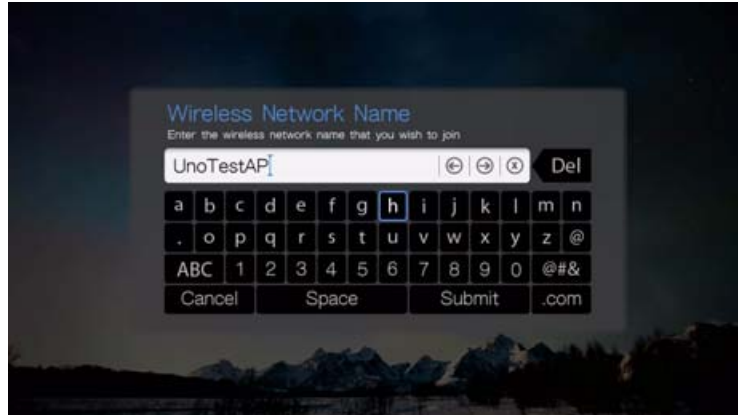 Wireless Network Name
Enter the wireless network name that you wish to join
UnoTestAP
Del
a b c d e f g h i j k l m n
. o p q r s t u v w x y z @
ABC 1 2 3 4 5 6 7 8 9 0 @#&
Cancel Space Submit .com